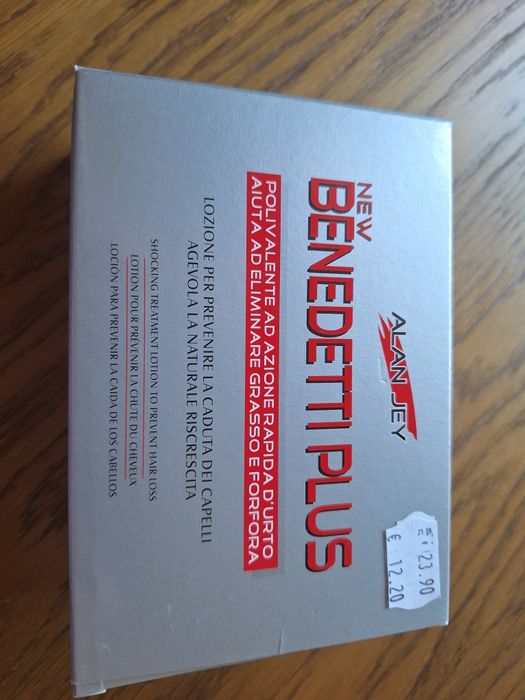 ALAN JEY
NEW
BENEDETTI PLUS
POLIVALENTE AD AZIONE RAPIDA D'URTO
AIUTA AD ELIMINARE GRASSO E FORFORA
LOZIONE PER PREVENIRE LA CADUTA DEI CAPELLI
AGEVOLA LA NATURALE RISCRESCITA
SHOCKING TREATMENT LOTION TO PREVENT HAIR LOSS
LOTION POUR PREVENIR LA CHUTE DU CHEVEUX
LOCIÓN PARA PREVENIR LA CAIDA DE LOS CABELLOS
23.90
€ 12.20